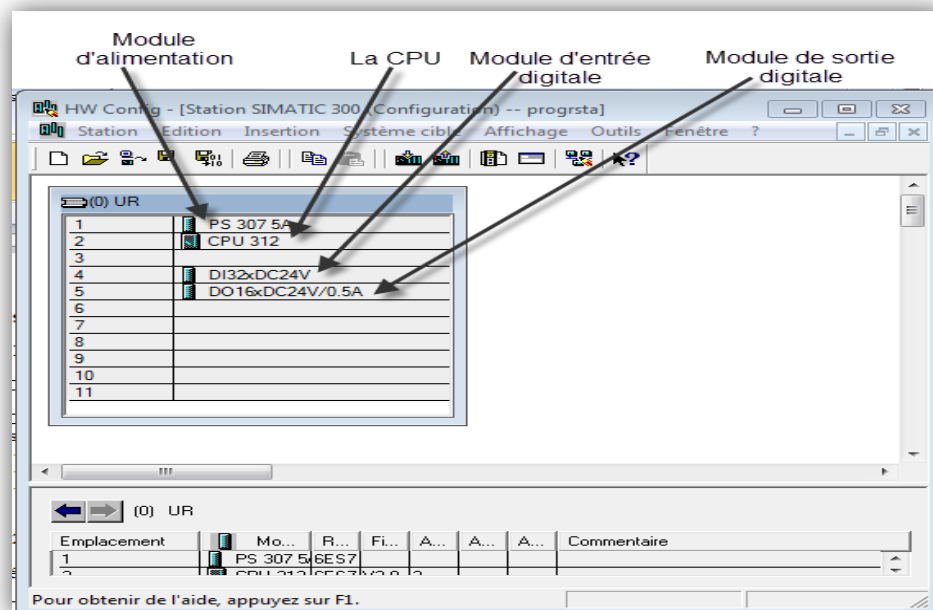 Module d'alimentation
La CPU
Module d'entrée digitale
Module de sortie digitale
HW Config - [Station SIMATIC 300 (Configuration) -- progrsta]
Station Edition Insertion Système cible Affichage Outils Fenêtre ?
(0) UR
1 PS 307 5A
2 CPU 312
3
4 DI32xDC24V
5 DO16xDC24V/0.5A
6
7
8
9
10
11
(0) UR
Emplacement Mo... R... Fi... A... A... A... Commentaire
1 PS 307 5 6ES7
Pour obtenir de l'aide, appuyez sur F1.